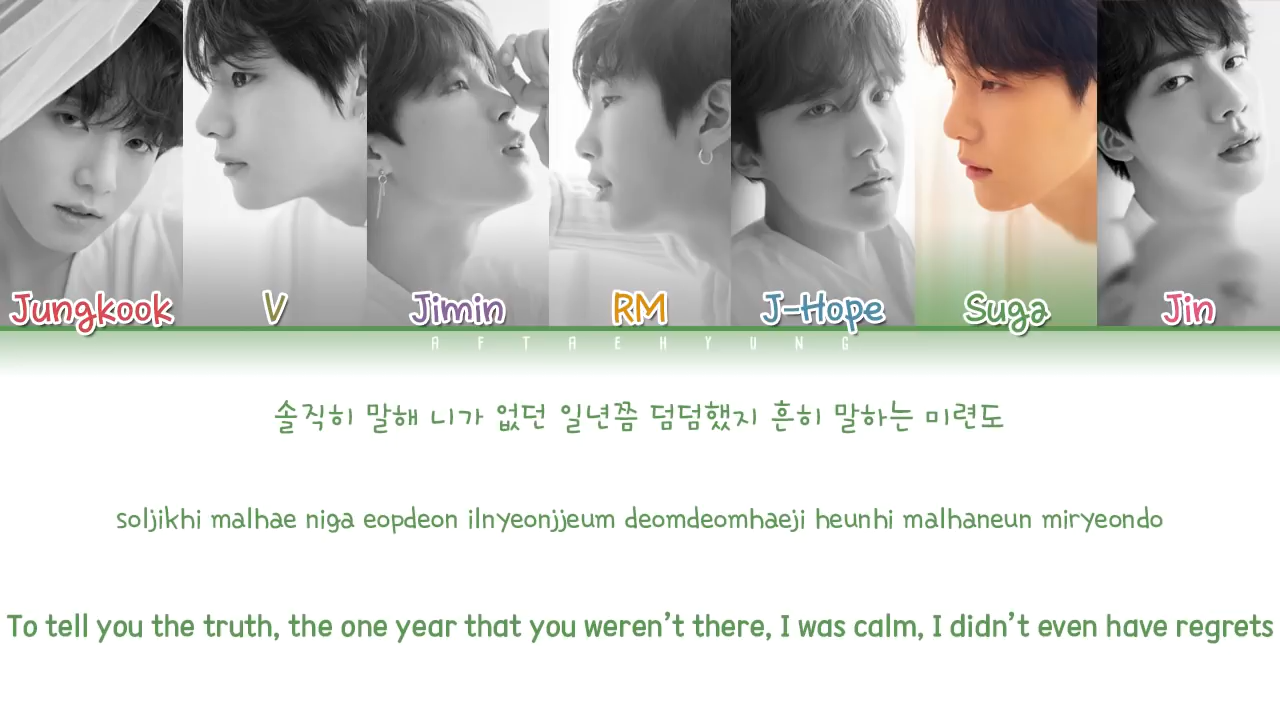 Jungkook V Jimin RM J-Hope Suga Jin
AFTAEHYUNG
솔직히 말해 니가 없던 일년쯤 덤덤했지 흔히 말하는 미련도
soljikhi malhae niga eopdeon ilnyeonjjeum deomdeomhaeji heunhi malhaneun miryeondo
To tell you the truth, the one year that you weren't there, I was calm, I didn't even have regrets